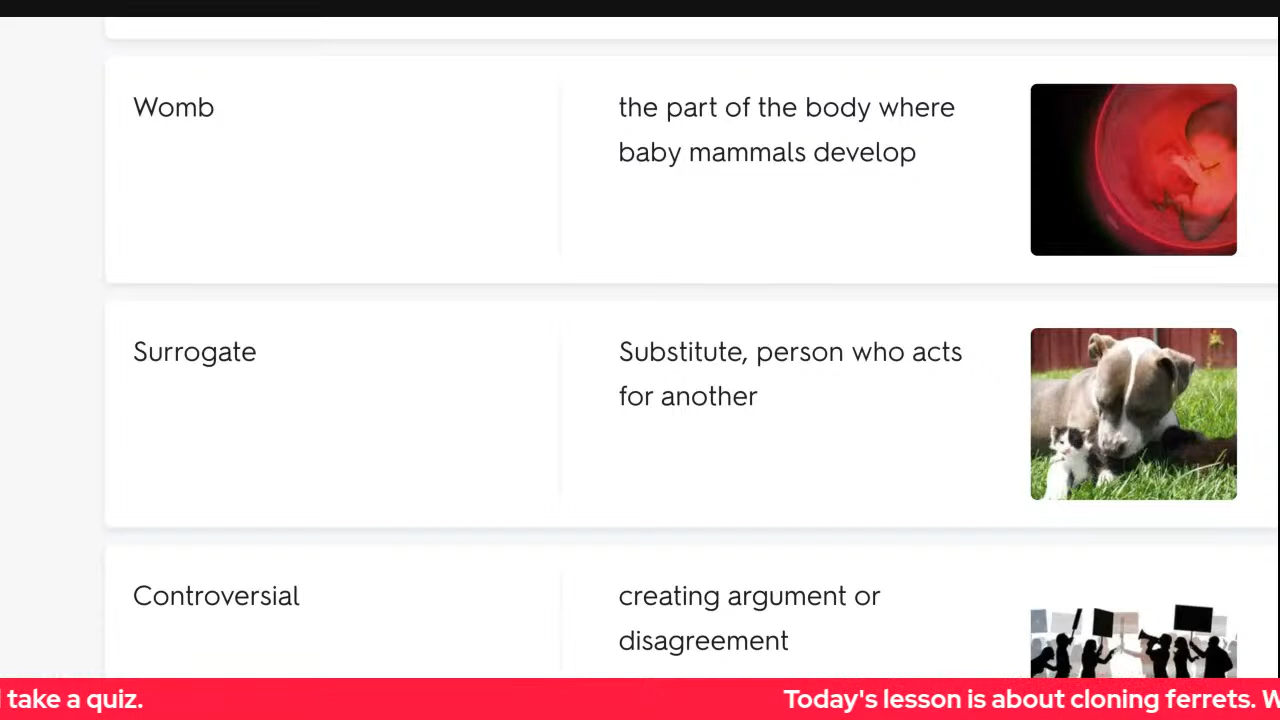 Womb
the part of the body where
baby mammals develop
Surrogate
Substitute, person who acts
for another
Controversial
creating argument or
disagreement
take a quiz.
Today's lesson is about cloning ferrets.